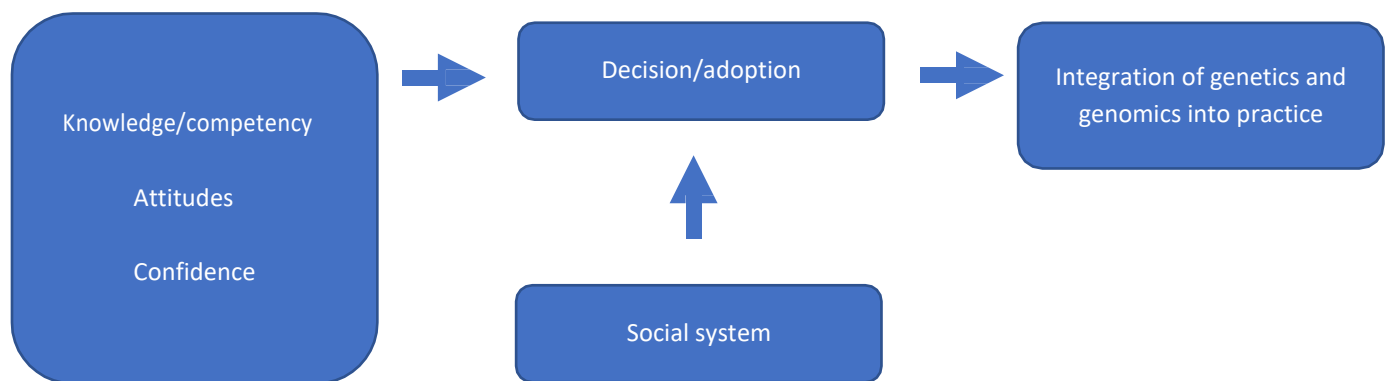 Knowledge/competency
Attitudes
Confidence
Decision/adoption
Social system
Integration of genetics and
genomics into practice